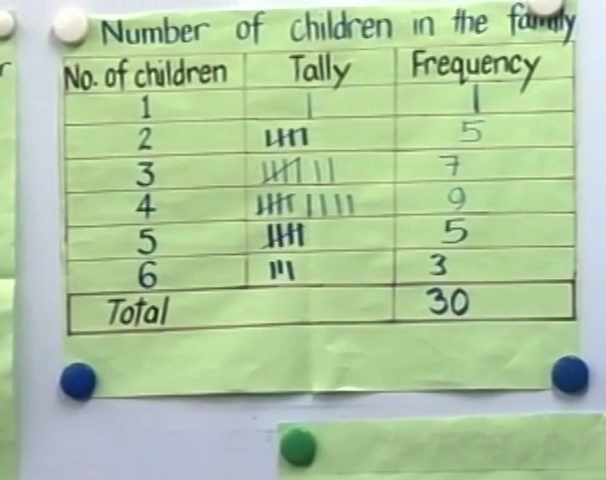 Number of children in the family
No. of children Tally Frequency
1 | 1
2 𝍸 5
3 𝍸 || 7
4 𝍸 |||| 9
5 𝍸 5
6 ||| 3
Total 30